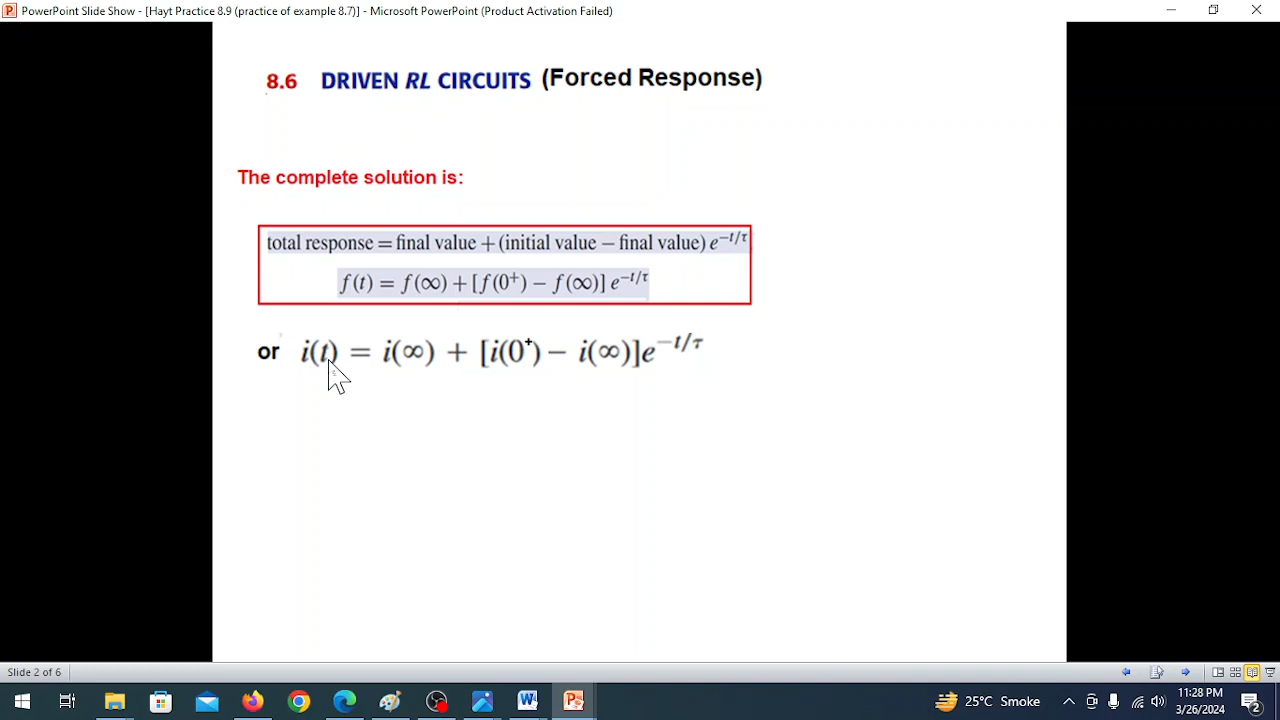 PowerPoint Slide Show - [Hayt Practice 8.9 (practice of example 8.7)] - Microsoft PowerPoint (Product Activation Failed)
8.6 DRIVEN RL CIRCUITS (Forced Response)
The complete solution is:
total response = final value + (initial value − final value) e^{−t/τ}
f(t) = f(∞) + [f(0⁺) − f(∞)] e^{−t/τ}
or i(t) = i(∞) + [i(0⁺) − i(∞)]e^{−t/τ}
Slide 2 of 6
25°C Smoke
11:28 PM
3/26/2024
2